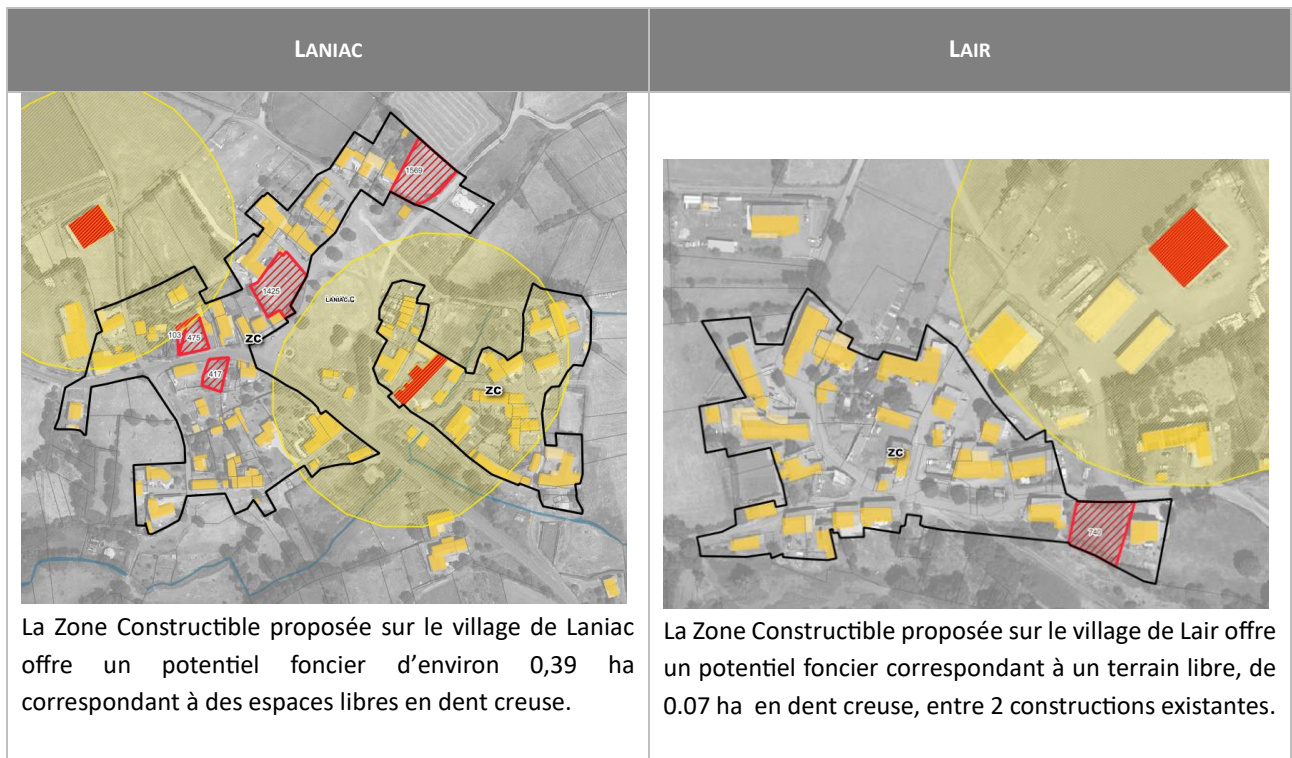 LANIAC
LAIR
1569
1425
LANIAC.C
103
475
ZC
417
ZC
La Zone Constructible proposée sur le village de Laniac
offre un potentiel foncier d’environ 0,39 ha
correspondant à des espaces libres en dent creuse.
ZC
740
La Zone Constructible proposée sur le village de Lair offre
un potentiel foncier correspondant à un terrain libre, de
0.07 ha en dent creuse, entre 2 constructions existantes.